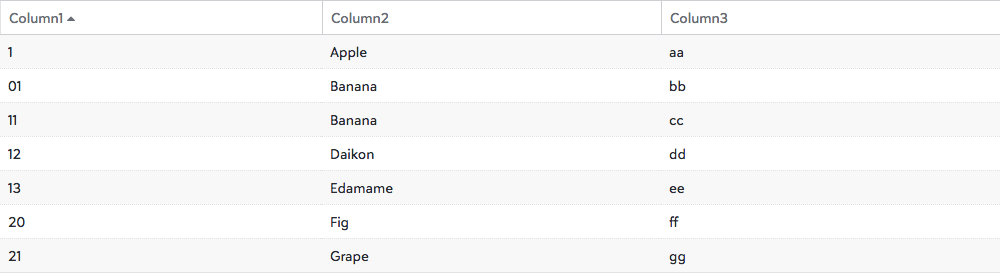 Column1 Column2 Column3
1 Apple aa
01 Banana bb
11 Banana cc
12 Daikon dd
13 Edamame ee
20 Fig ff
21 Grape gg